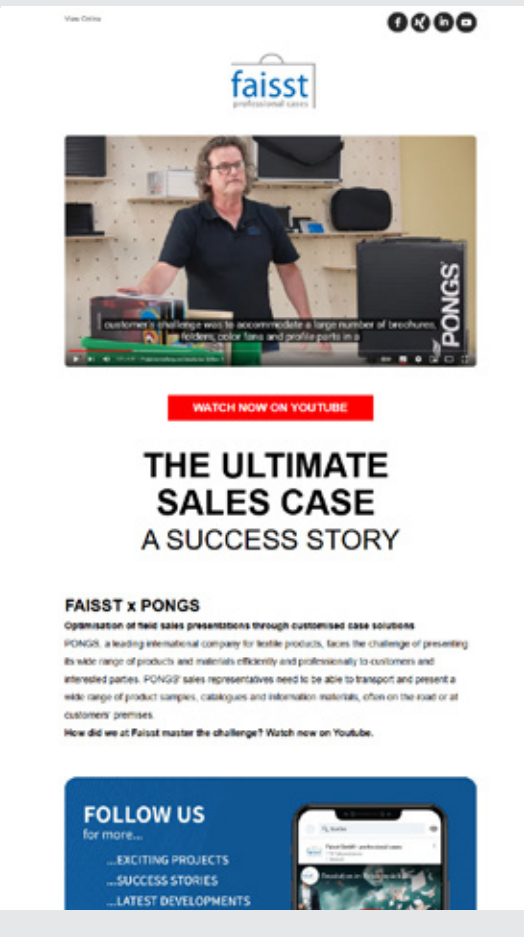 View Online
faisst
professional cases
customer's challenge was to accommodate a large number of brochures,
folders, color fans and profile parts in a
PONGS
WATCH NOW ON YOUTUBE
THE ULTIMATE
SALES CASE
A SUCCESS STORY
FAISST x PONGS
Optimisation of field sales presentations through customised case solutions
PONGS, a leading international company for textile products, faces the challenge of presenting
its wide range of products and materials efficiently and professionally to customers and
interested parties. PONGS' sales representatives need to be able to transport and present a
wide range of product samples, catalogues and information materials, often on the road or at
customers' premises.
How did we at Faisst master the challenge? Watch now on Youtube.
FOLLOW US
for more...
...EXCITING PROJECTS
...SUCCESS STORIES
...LATEST DEVELOPMENTS
Faisst GmbH - professional cases